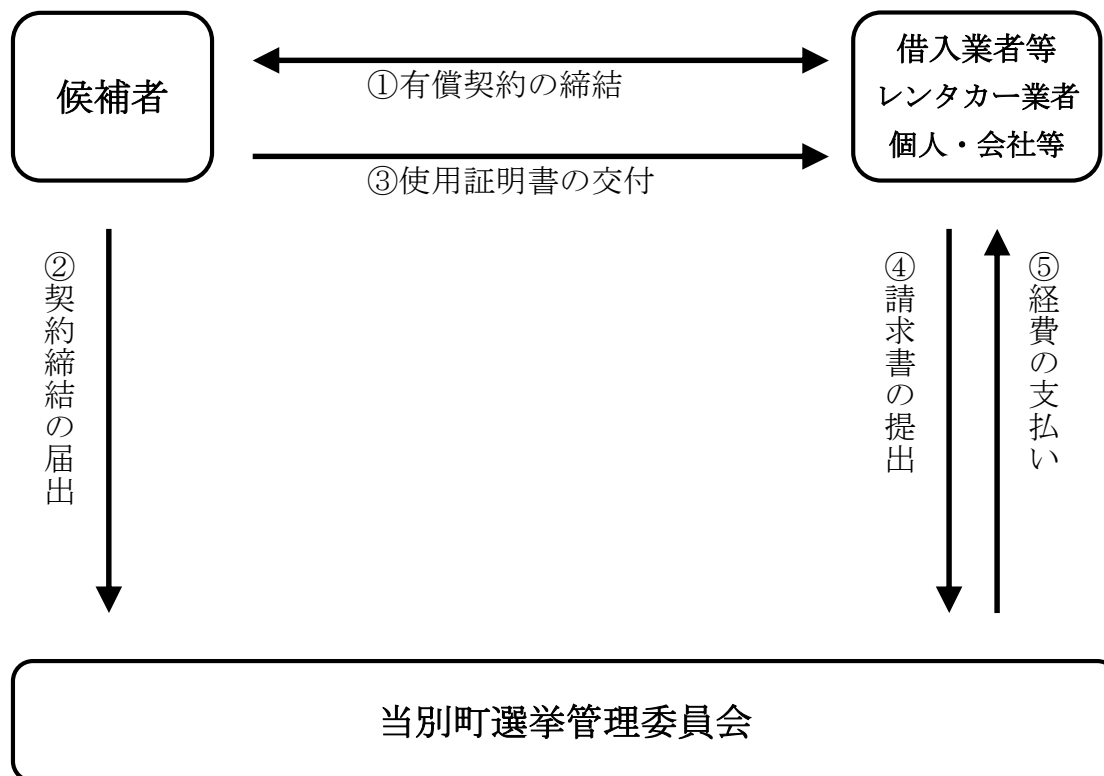 候補者
①有償契約の締結
借入業者等
レンタカー業者
個人・会社等
③使用証明書の交付
②契約締結の届出
④請求書の提出
⑤経費の支払い
当別町選挙管理委員会